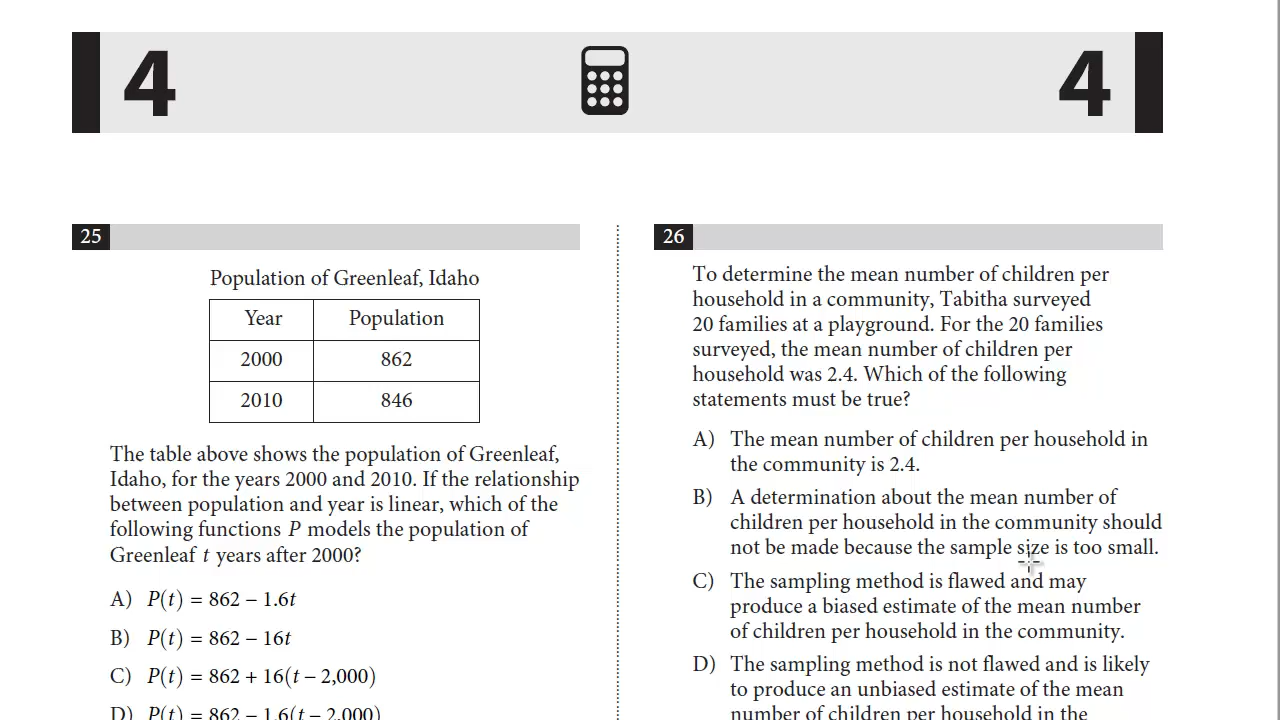 4 4
25
Population of Greenleaf, Idaho
Year Population
2000 862
2010 846
The table above shows the population of Greenleaf,
Idaho, for the years 2000 and 2010. If the relationship
between population and year is linear, which of the
following functions P models the population of
Greenleaf t years after 2000?
A) P(t) = 862 − 1.6t
B) P(t) = 862 − 16t
C) P(t) = 862 + 16(t − 2,000)
D) P(t) = 862 − 1.6(t − 2,000)
26
To determine the mean number of children per
household in a community, Tabitha surveyed
20 families at a playground. For the 20 families
surveyed, the mean number of children per
household was 2.4. Which of the following
statements must be true?
A) The mean number of children per household in
the community is 2.4.
B) A determination about the mean number of
children per household in the community should
not be made because the sample size is too small.
C) The sampling method is flawed and may
produce a biased estimate of the mean number
of children per household in the community.
D) The sampling method is not flawed and is likely
to produce an unbiased estimate of the mean
number of children per household in the